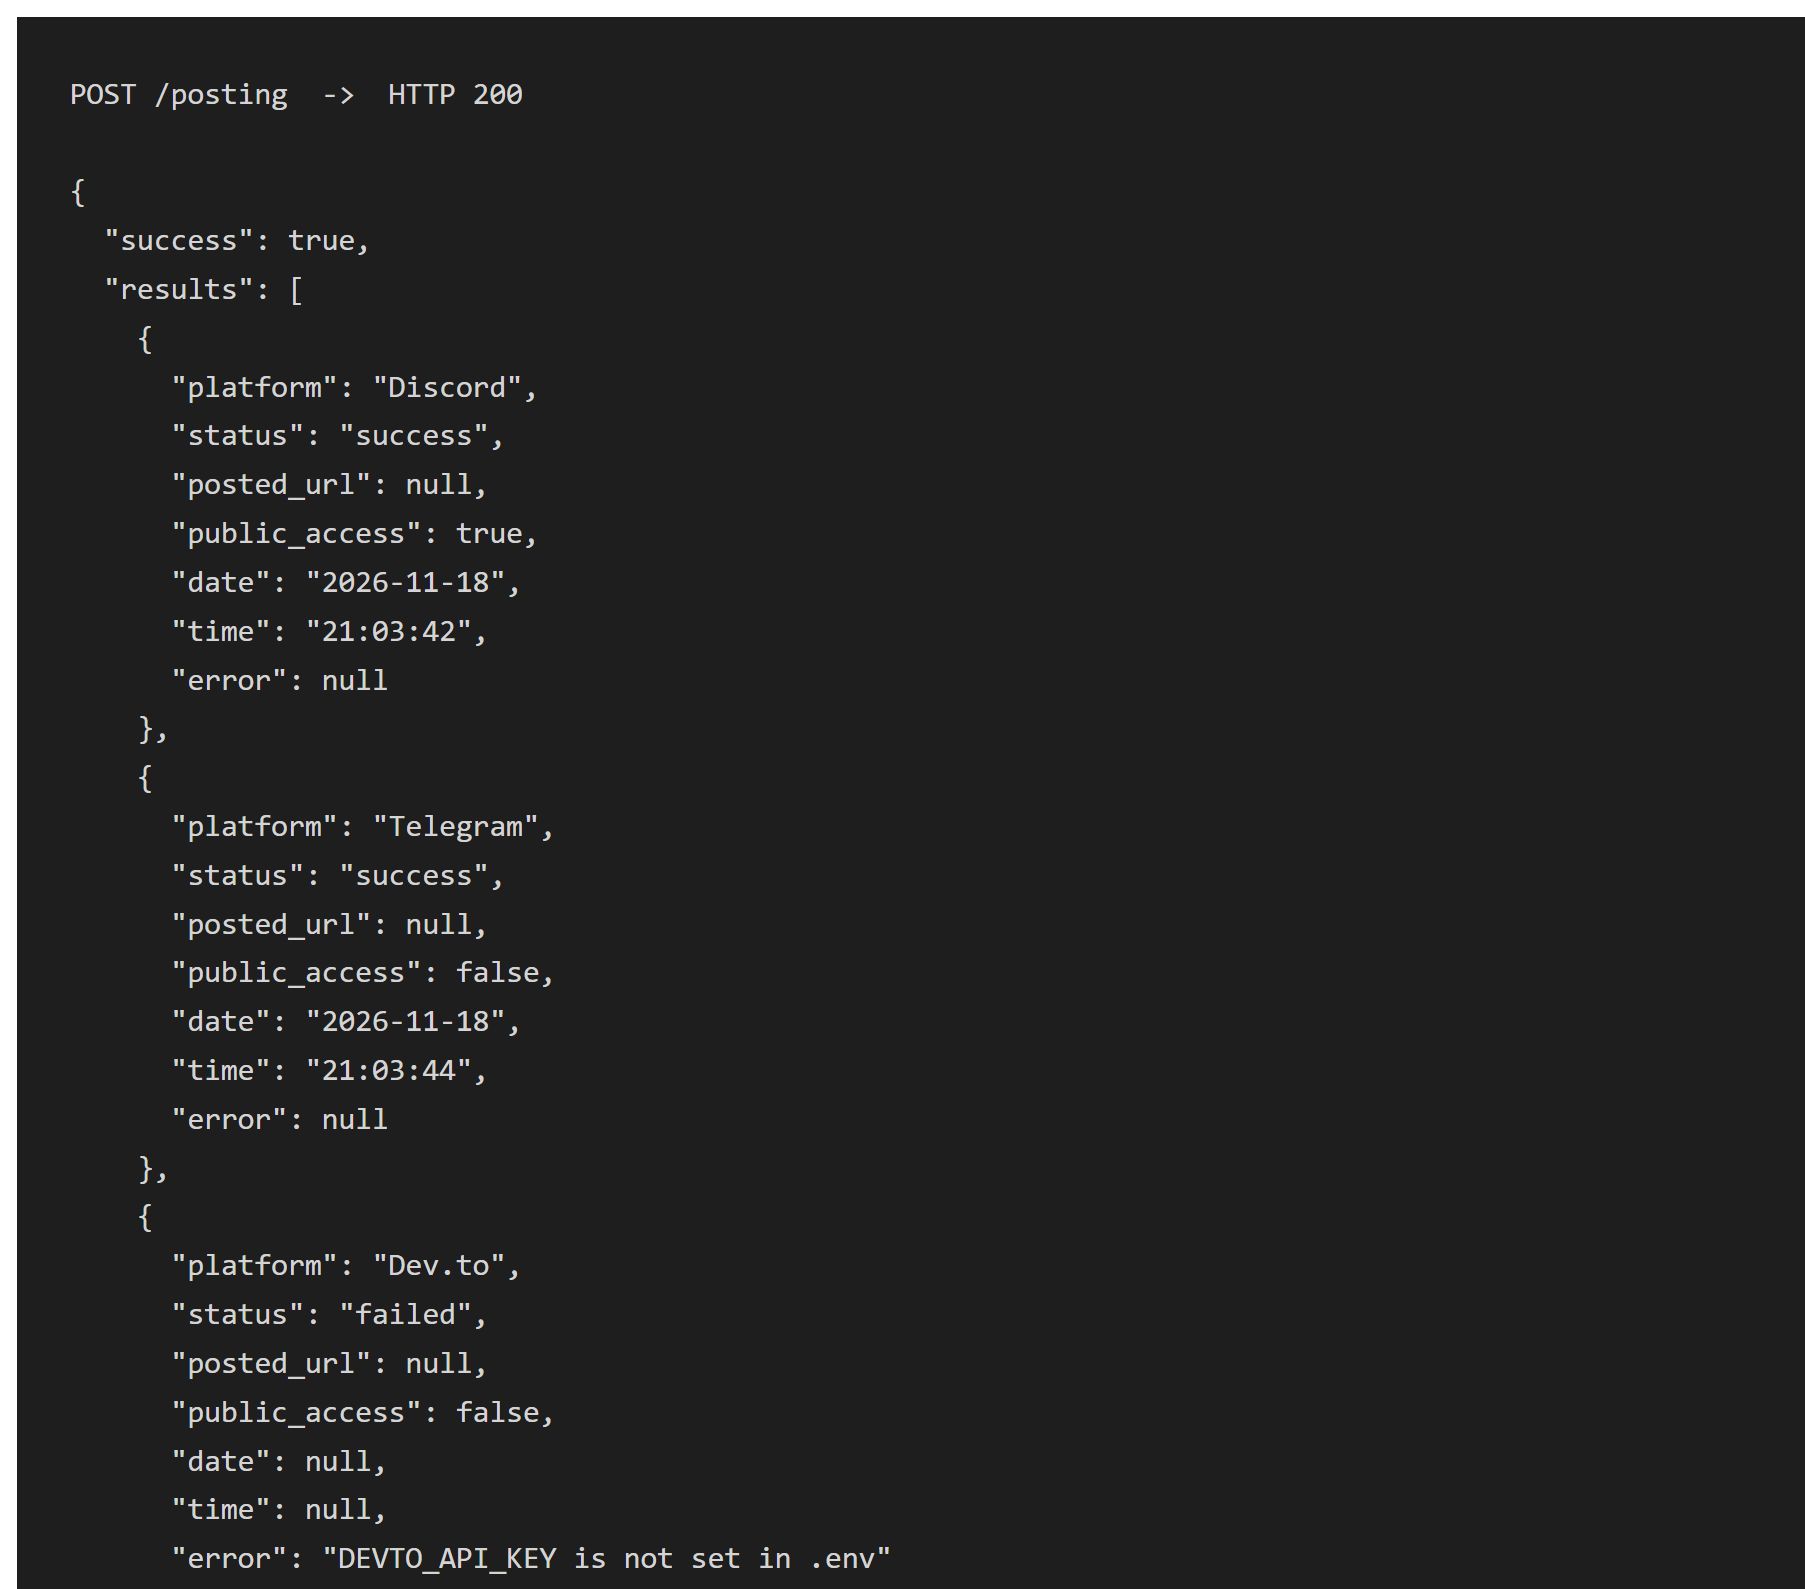 POST /posting  ->  HTTP 200
{
  "success": true,
  "results": [
    {
      "platform": "Discord",
      "status": "success",
      "posted_url": null,
      "public_access": true,
      "date": "2026-11-18",
      "time": "21:03:42",
      "error": null
    },
    {
      "platform": "Telegram",
      "status": "success",
      "posted_url": null,
      "public_access": false,
      "date": "2026-11-18",
      "time": "21:03:44",
      "error": null
    },
    {
      "platform": "Dev.to",
      "status": "failed",
      "posted_url": null,
      "public_access": false,
      "date": null,
      "time": null,
      "error": "DEVTO_API_KEY is not set in .env"